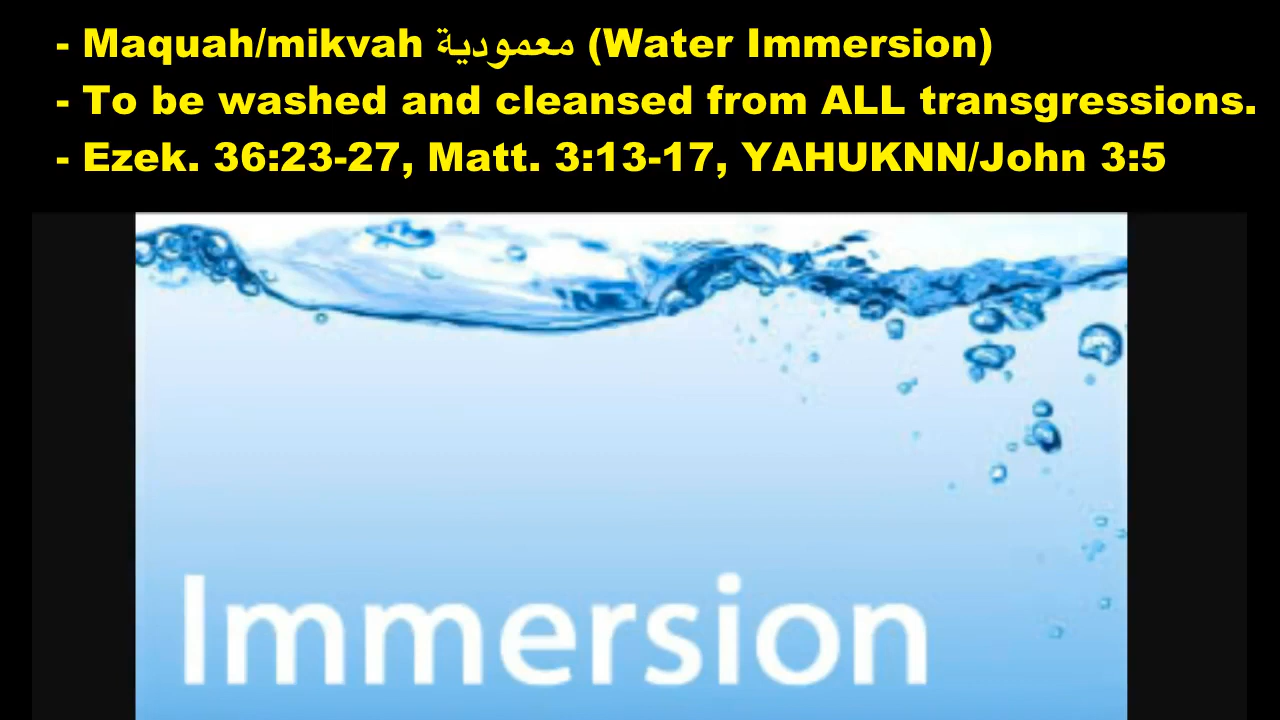 - Maquah/mikvah معمودية (Water Immersion)
- To be washed and cleansed from ALL transgressions.
- Ezek. 36:23-27, Matt. 3:13-17, YAHUKNN/John 3:5
Immersion